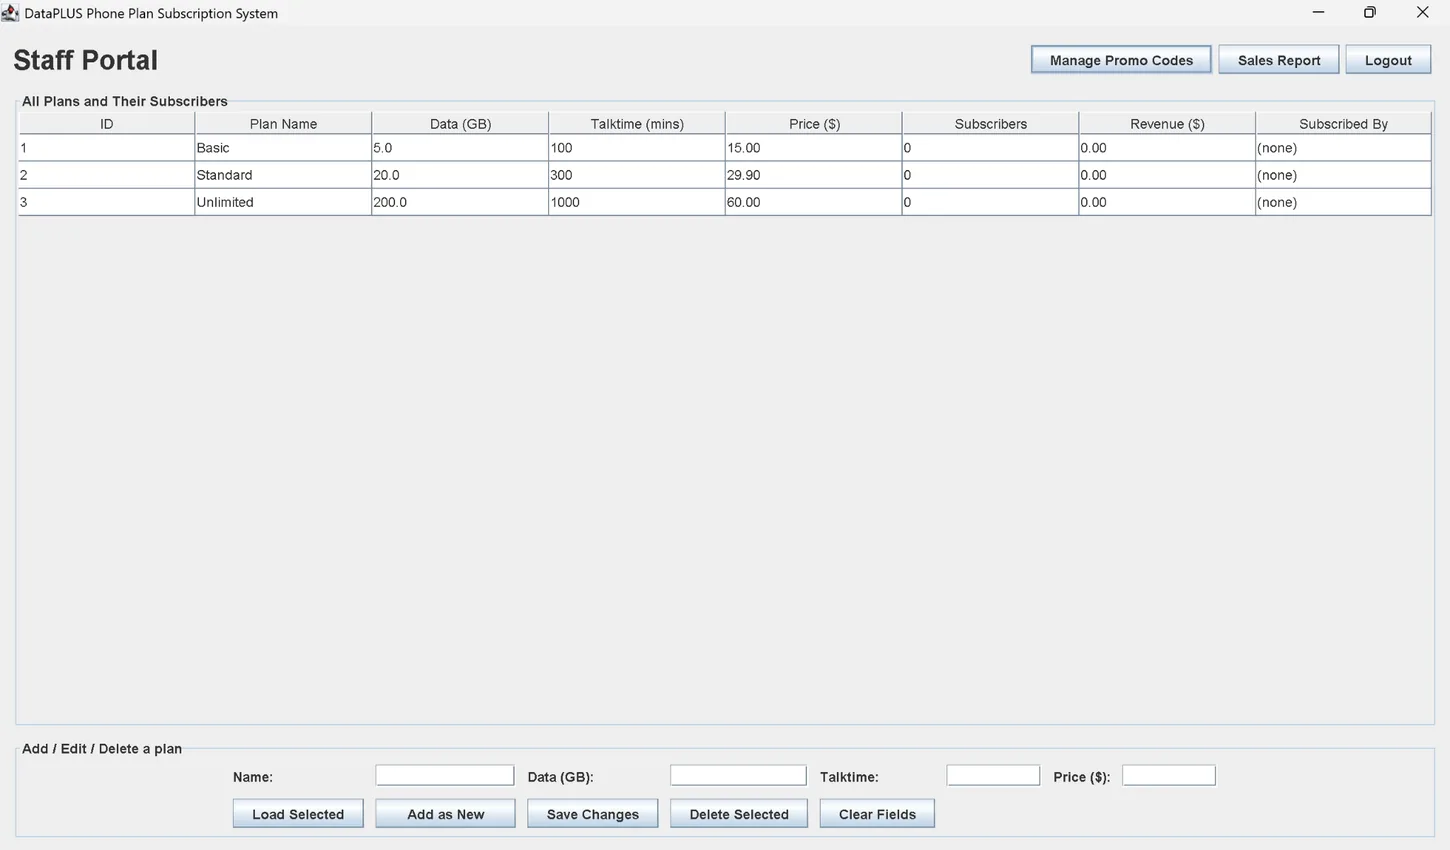 DataPLUS Phone Plan Subscription System
Staff Portal
Manage Promo Codes Sales Report Logout
All Plans and Their Subscribers
ID Plan Name Data (GB) Talktime (mins) Price ($) Subscribers Revenue ($) Subscribed By
1 Basic 5.0 100 15.00 0 0.00 (none)
2 Standard 20.0 300 29.90 0 0.00 (none)
3 Unlimited 200.0 1000 60.00 0 0.00 (none)
Add / Edit / Delete a plan
Name: Data (GB): Talktime: Price ($):
Load Selected Add as New Save Changes Delete Selected Clear Fields